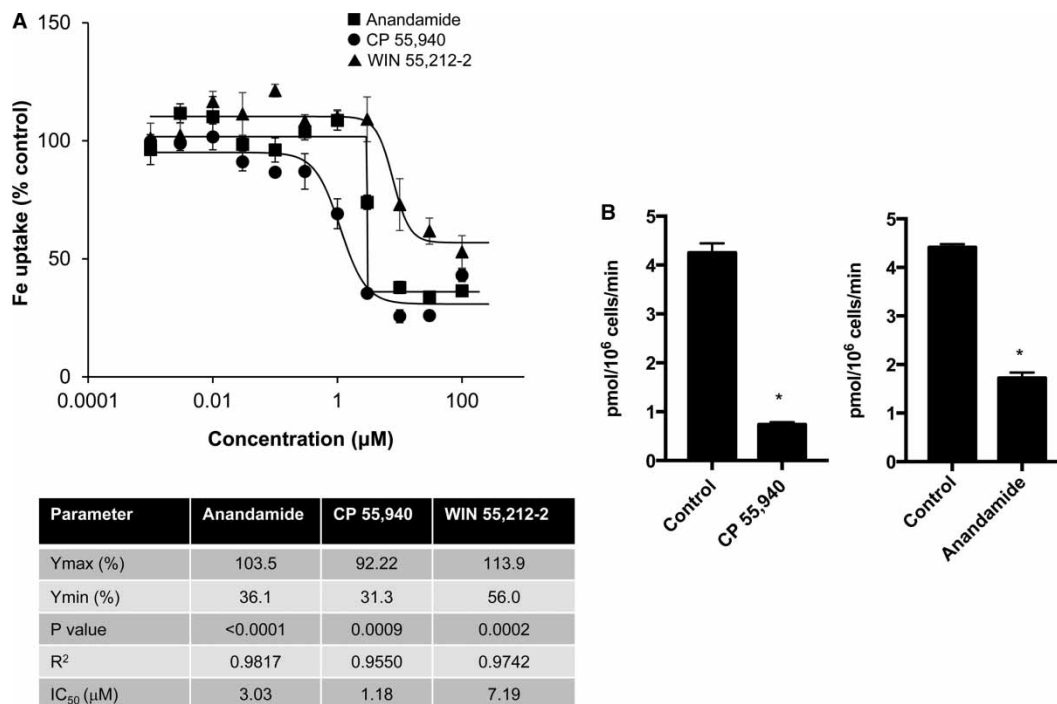 A
Anandamide
CP 55,940
WIN 55,212-2
150
100
50
0
Fe uptake (% control)
0.0001
0.01
1
100
Concentration (µM)
Parameter Anandamide CP 55,940 WIN 55,212-2
Ymax (%) 103.5 92.22 113.9
Ymin (%) 36.1 31.3 56.0
P value <0.0001 0.0009 0.0002
R² 0.9817 0.9550 0.9742
IC₅₀ (µM) 3.03 1.18 7.19
B
5
4
3
2
1
0
pmol/10⁶ cells/min
*
Control
CP 55,940
5
4
3
2
1
0
pmol/10⁶ cells/min
*
Control
Anandamide